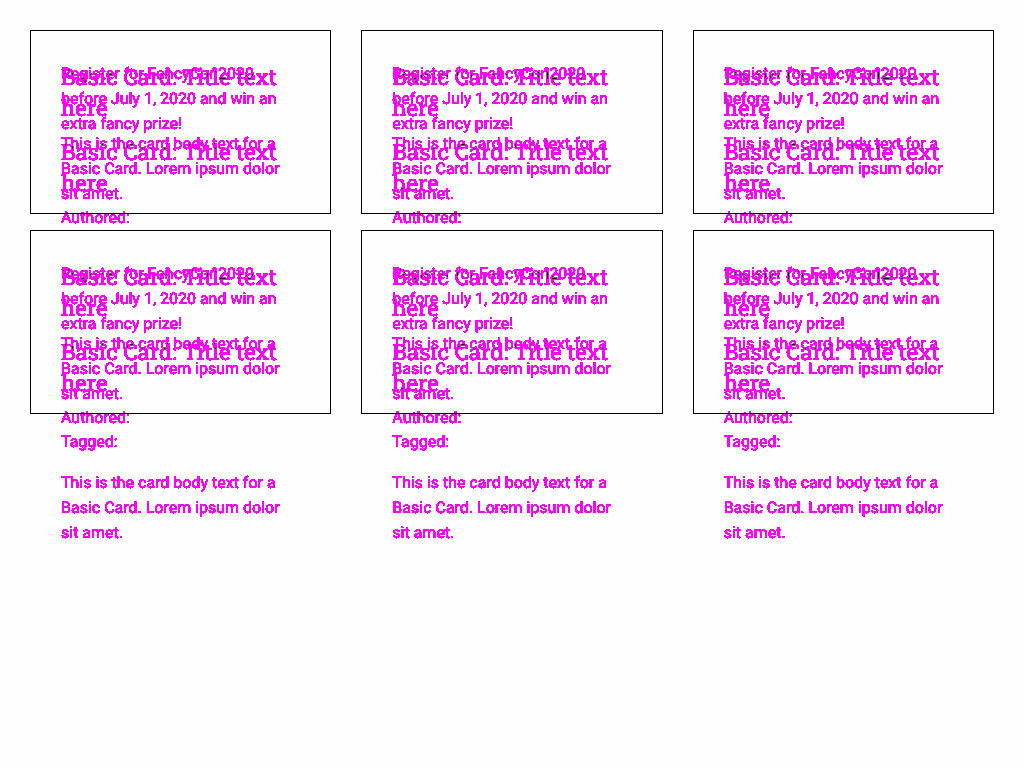 Register for FancyCon2020
Basic Card: Title text
before July 1, 2020 and win an
here
extra fancy prize!
This is the card body text for a
Basic Card: Title text
Basic Card. Lorem ipsum dolor
here
sit amet.
Authored:
Register for FancyCon2020
Basic Card: Title text
before July 1, 2020 and win an
here
extra fancy prize!
This is the card body text for a
Basic Card: Title text
Basic Card. Lorem ipsum dolor
here
sit amet.
Authored:
Register for FancyCon2020
Basic Card: Title text
before July 1, 2020 and win an
here
extra fancy prize!
This is the card body text for a
Basic Card: Title text
Basic Card. Lorem ipsum dolor
here
sit amet.
Authored:
Register for FancyCon2020
Basic Card: Title text
before July 1, 2020 and win an
here
extra fancy prize!
This is the card body text for a
Basic Card: Title text
Basic Card. Lorem ipsum dolor
here
sit amet.
Authored:
Tagged:
This is the card body text for a
Basic Card. Lorem ipsum dolor
sit amet.
Register for FancyCon2020
Basic Card: Title text
before July 1, 2020 and win an
here
extra fancy prize!
This is the card body text for a
Basic Card: Title text
Basic Card. Lorem ipsum dolor
here
sit amet.
Authored:
Tagged:
This is the card body text for a
Basic Card. Lorem ipsum dolor
sit amet.
Register for FancyCon2020
Basic Card: Title text
before July 1, 2020 and win an
here
extra fancy prize!
This is the card body text for a
Basic Card: Title text
Basic Card. Lorem ipsum dolor
here
sit amet.
Authored:
Tagged:
This is the card body text for a
Basic Card. Lorem ipsum dolor
sit amet.